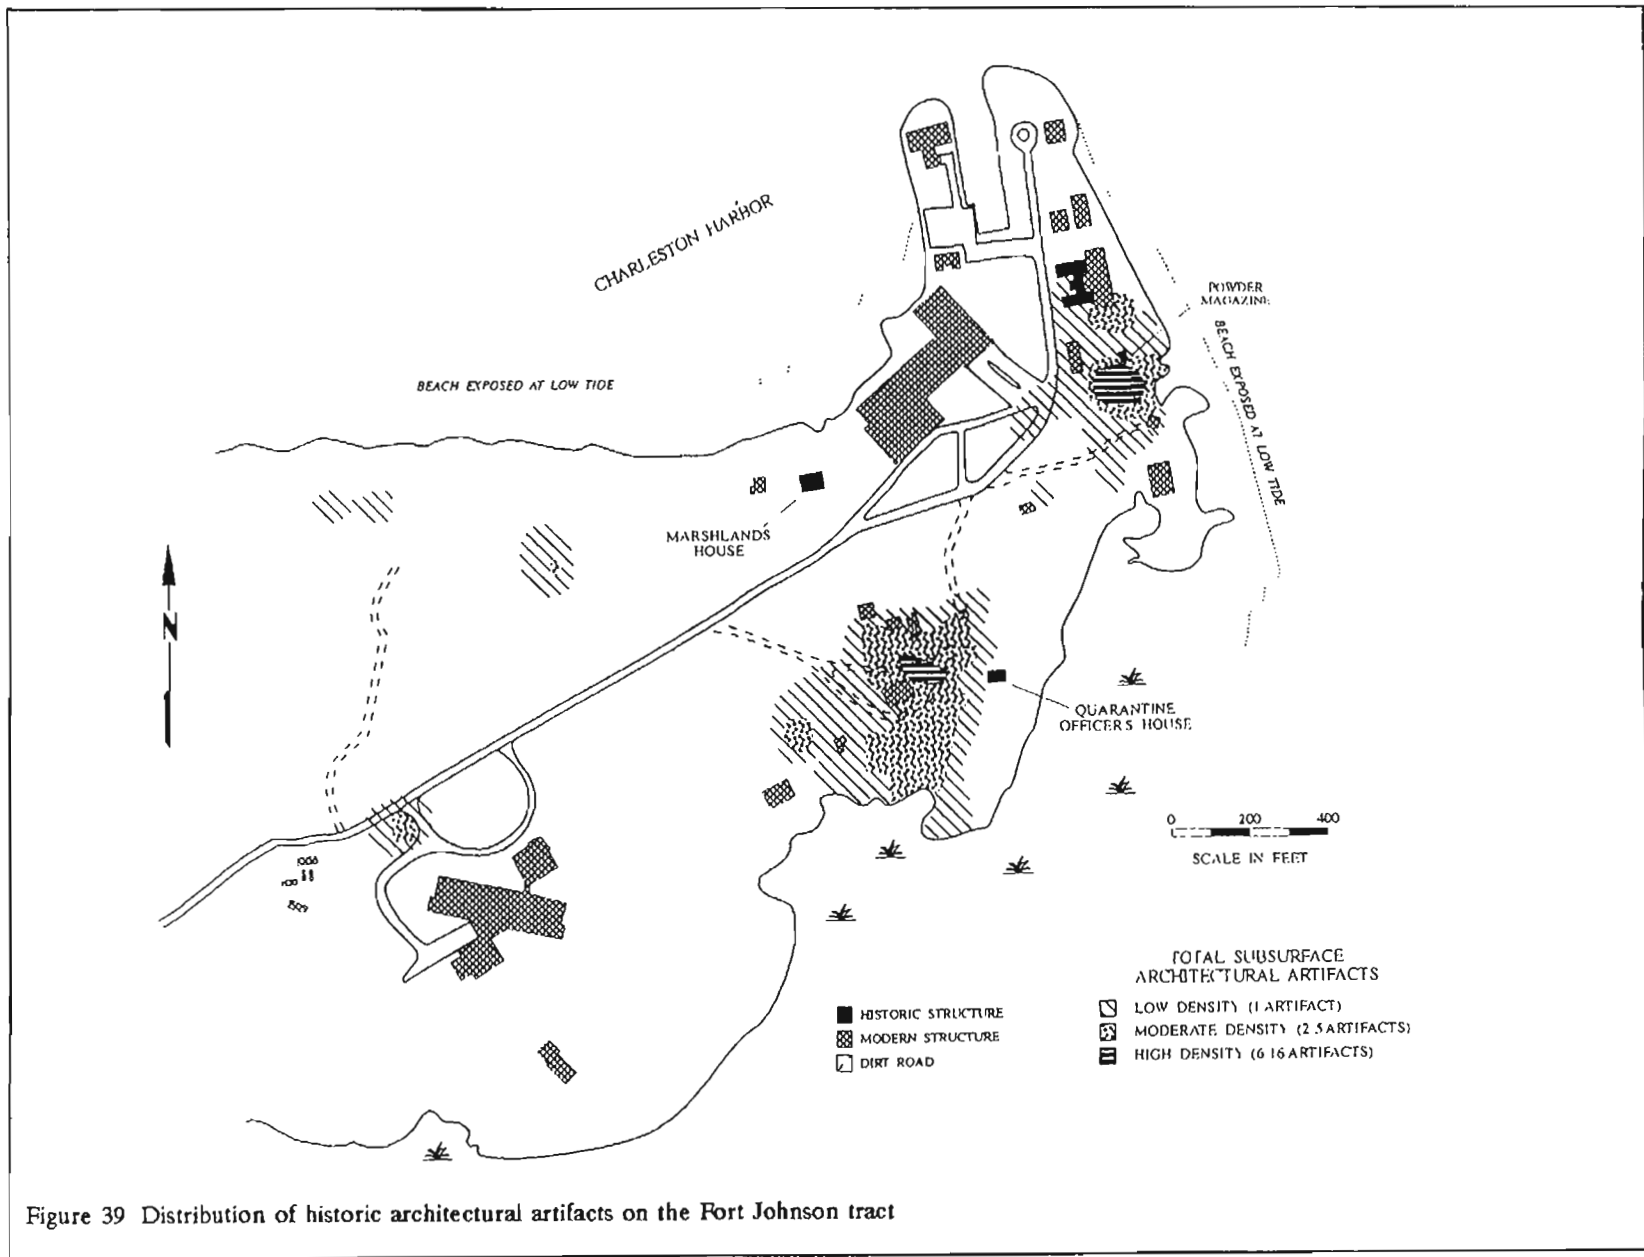 CHARLESTON HARBOR
POWDER
MAGAZINE
BEACH EXPOSED AT LOW TIDE
BEACH EXPOSED AT LOW TIDE
MARSHLANDS
HOUSE
N
QUARANTINE
OFFICERS HOUSE
0 200 400
SCALE IN FEET
TOTAL SUBSURFACE
ARCHITECTURAL ARTIFACTS
HISTORIC STRUCTURE
MODERN STRUCTURE
DIRT ROAD
LOW DENSITY (1 ARTIFACT)
MODERATE DENSITY (2 5 ARTIFACTS)
HIGH DENSITY (6 16 ARTIFACTS)
Figure 39 Distribution of historic architectural artifacts on the Fort Johnson tract